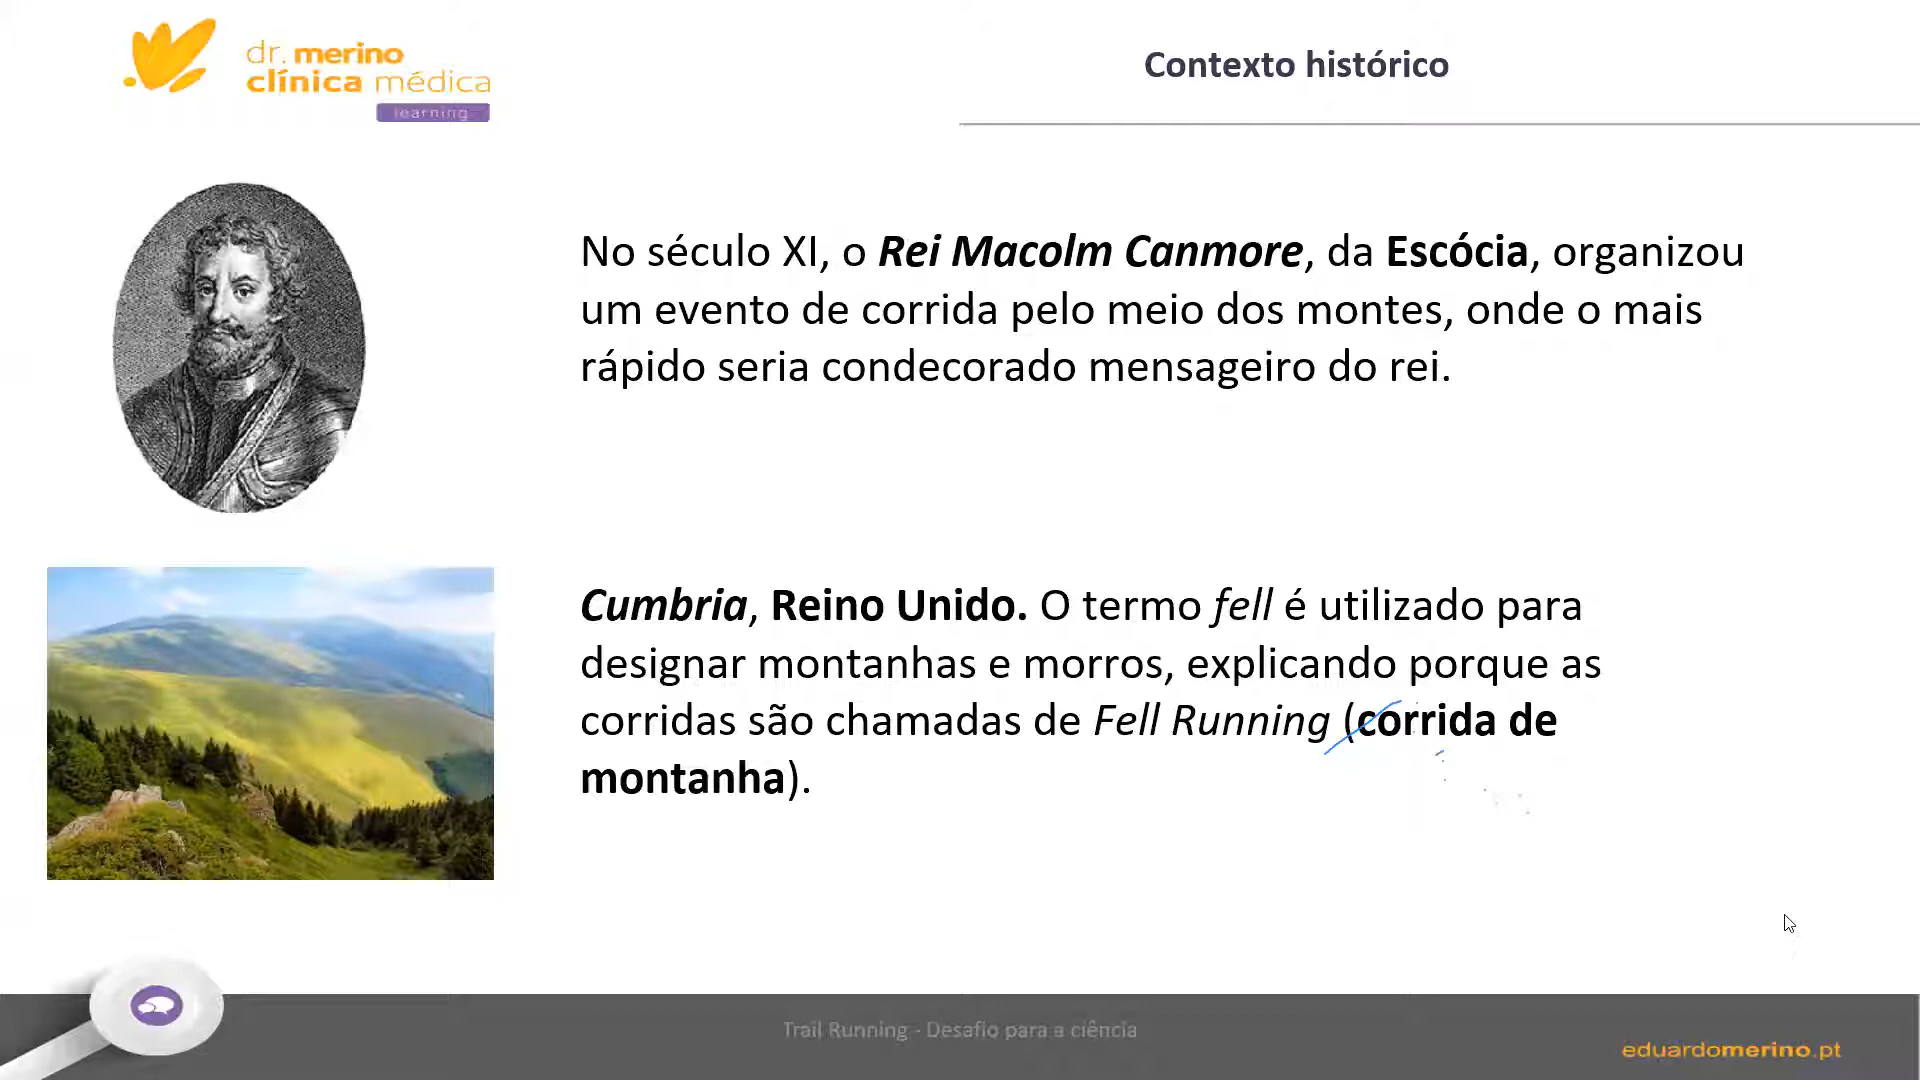 dr. merino
clínica médica
learning
Contexto histórico
No século XI, o Rei Macolm Canmore, da Escócia, organizou
um evento de corrida pelo meio dos montes, onde o mais
rápido seria condecorado mensageiro do rei.
Cumbria, Reino Unido. O termo fell é utilizado para
designar montanhas e morros, explicando porque as
corridas são chamadas de Fell Running (corrida de
montanha).
Trail Running - Desafio para a ciência
eduardomerino.pt